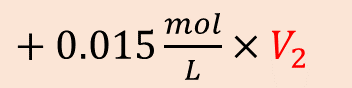 + 0.015 mol/L × V₂